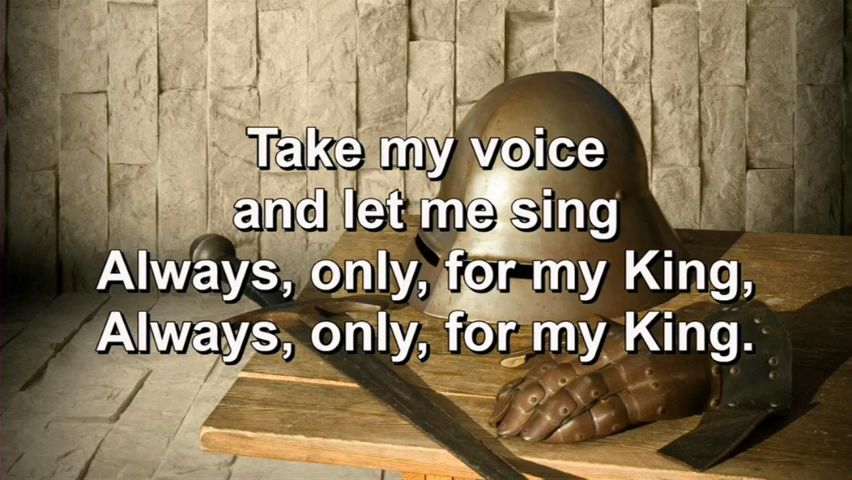 Take my voice
and let me sing
Always, only, for my King,
Always, only, for my King.